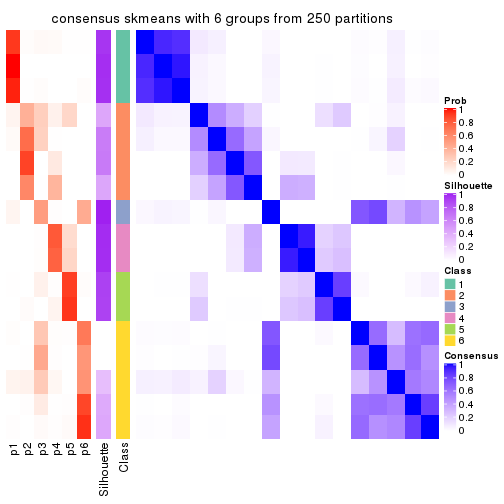 consensus skmeans with 6 groups from 250 partitions
Prob
1
0.8
0.6
0.4
0.2
0
Silhouette
1
0.8
0.6
0.4
0.2
0
Class
1
2
3
4
5
6
Consensus
1
0.8
0.6
0.4
0.2
0
p1
p2
p3
p4
p5
p6
Silhouette
Class